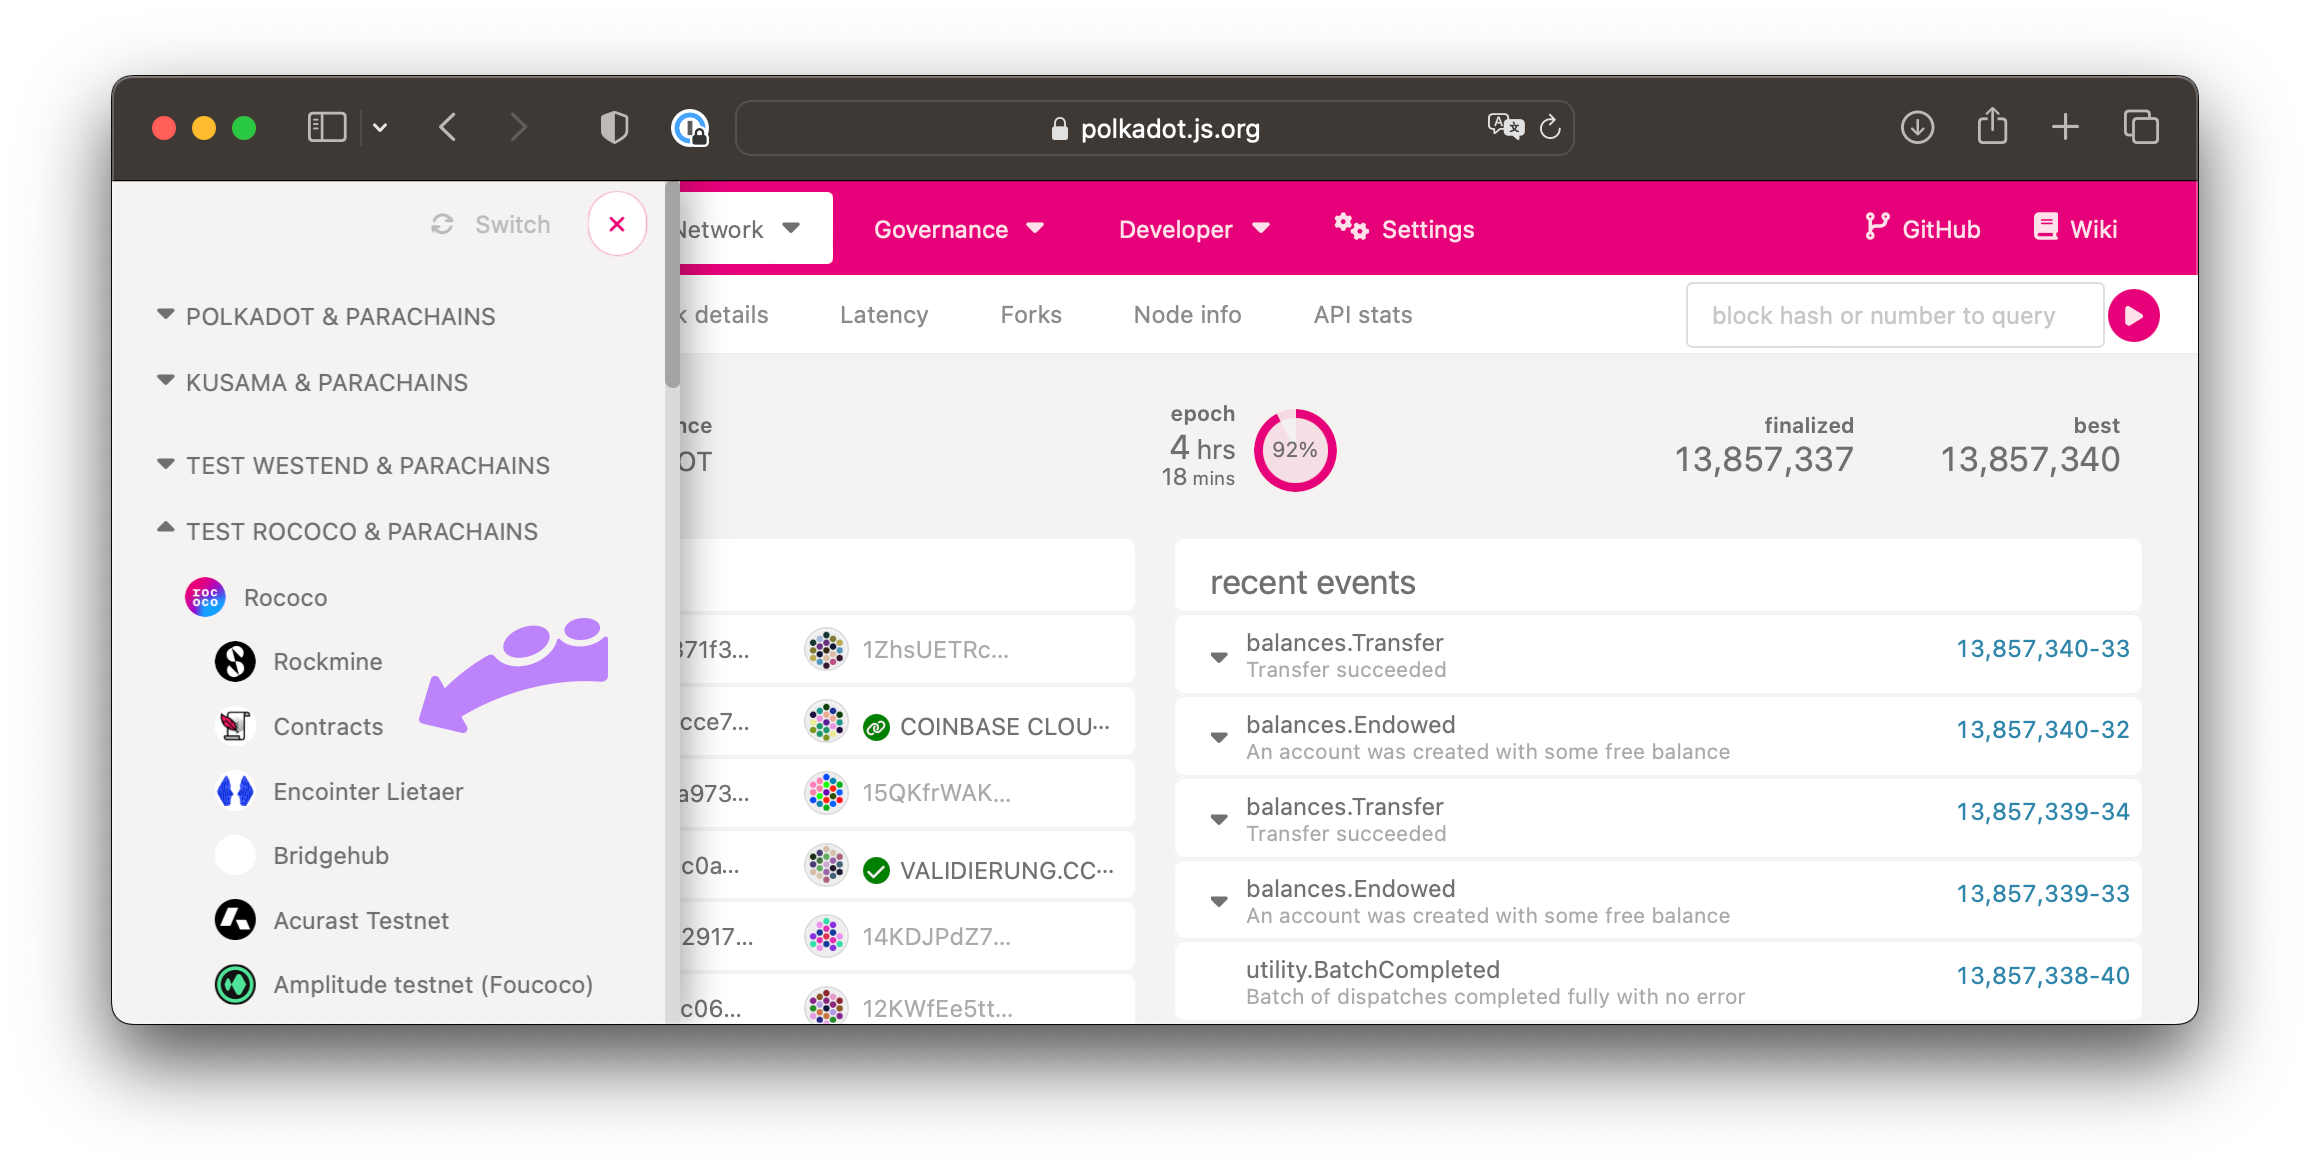 polkadot.js.org
Switch
Network
Governance
Developer
Settings
GitHub
Wiki
POLKADOT & PARACHAINS
KUSAMA & PARACHAINS
TEST WESTEND & PARACHAINS
TEST ROCOCO & PARACHAINS
roc
oco
Rococo
Rockmine
Contracts
Encointer Lietaer
Bridgehub
Acurast Testnet
Amplitude testnet (Foucoco)
k details
Latency
Forks
Node info
API stats
block hash or number to query
nce
OT
epoch
4 hrs
18 mins
92%
finalized
13,857,337
best
13,857,340
371f3...
1ZhsUETRc...
cce7...
COINBASE CLOU...
a973...
15QKfrWAK...
c0a...
VALIDIERUNG.CC...
2917...
14KDJPdZ7...
c06...
12KWfEe5tt...
recent events
balances.Transfer
Transfer succeeded
13,857,340-33
balances.Endowed
An account was created with some free balance
13,857,340-32
balances.Transfer
Transfer succeeded
13,857,339-34
balances.Endowed
An account was created with some free balance
13,857,339-33
utility.BatchCompleted
Batch of dispatches completed fully with no error
13,857,338-40